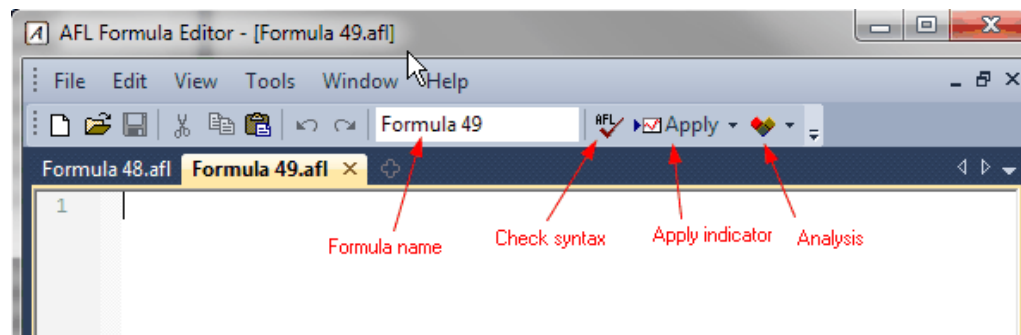 A AFL Formula Editor - [Formula 49.afl]
File Edit View Tools Window Help
Formula 49 AFL Apply
Formula 48.afl Formula 49.afl
1
Formula name Check syntax Apply indicator Analysis